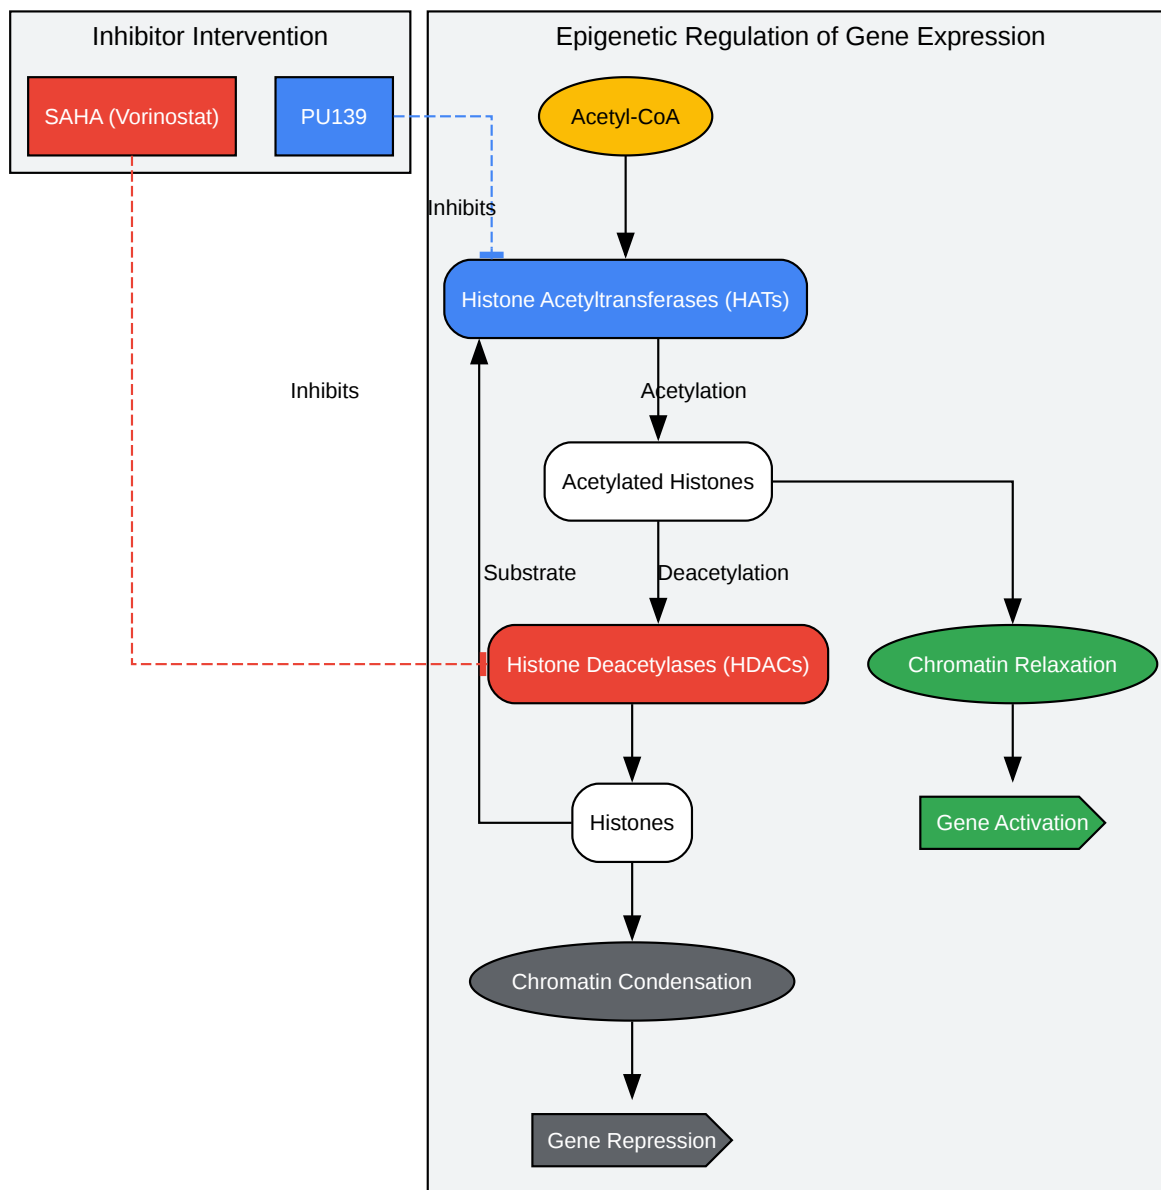 Inhibitor Intervention
Epigenetic Regulation of Gene Expression
SAHA (Vorinostat)
PU139
Acetyl-CoA
Inhibits
Histone Acetyltransferases (HATs)
Inhibits
Acetylation
Acetylated Histones
Substrate
Deacetylation
Histone Deacetylases (HDACs)
Chromatin Relaxation
Histones
Gene Activation
Chromatin Condensation
Gene Repression